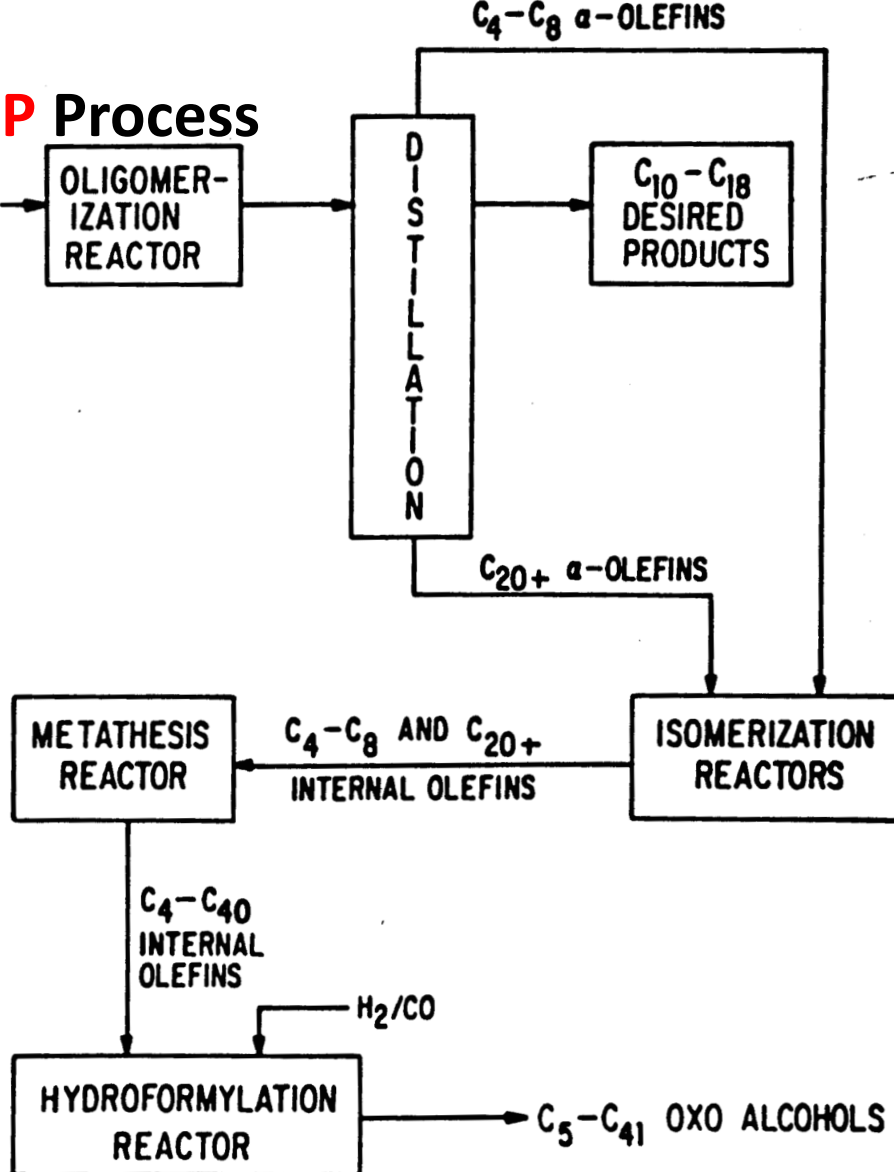 C4–C8 α-OLEFINS
P Process
OLIGOMER-
IZATION
REACTOR
DISTILLATION
C10–C18
DESIRED
PRODUCTS
C20+ α-OLEFINS
METATHESIS
REACTOR
C4–C8 AND C20+
INTERNAL OLEFINS
ISOMERIZATION
REACTORS
C4–C40
INTERNAL
OLEFINS
H2/CO
HYDROFORMYLATION
REACTOR
C5–C41 OXO ALCOHOLS